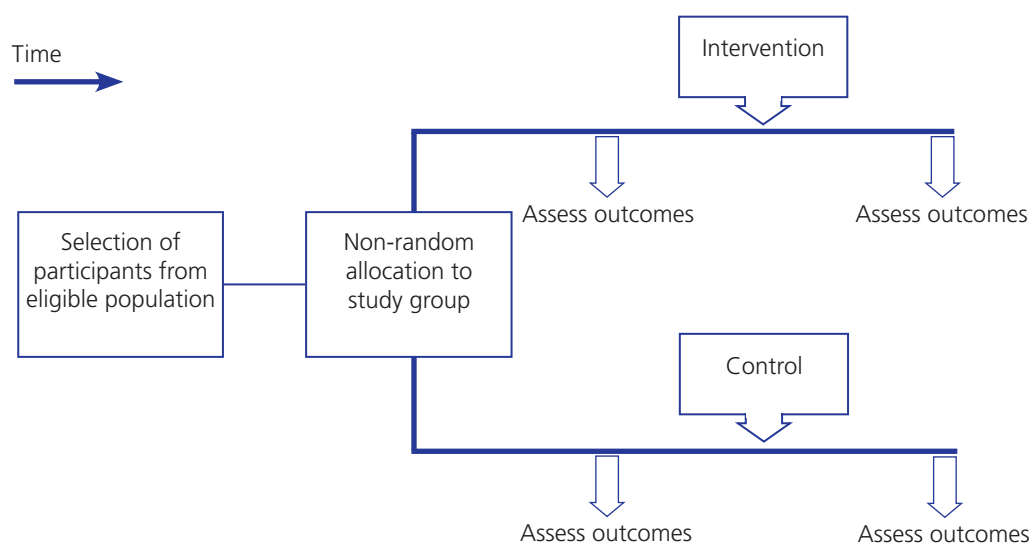 Time
Intervention
Assess outcomes
Assess outcomes
Selection of
participants from
eligible population
Non-random
allocation to
study group
Control
Assess outcomes
Assess outcomes